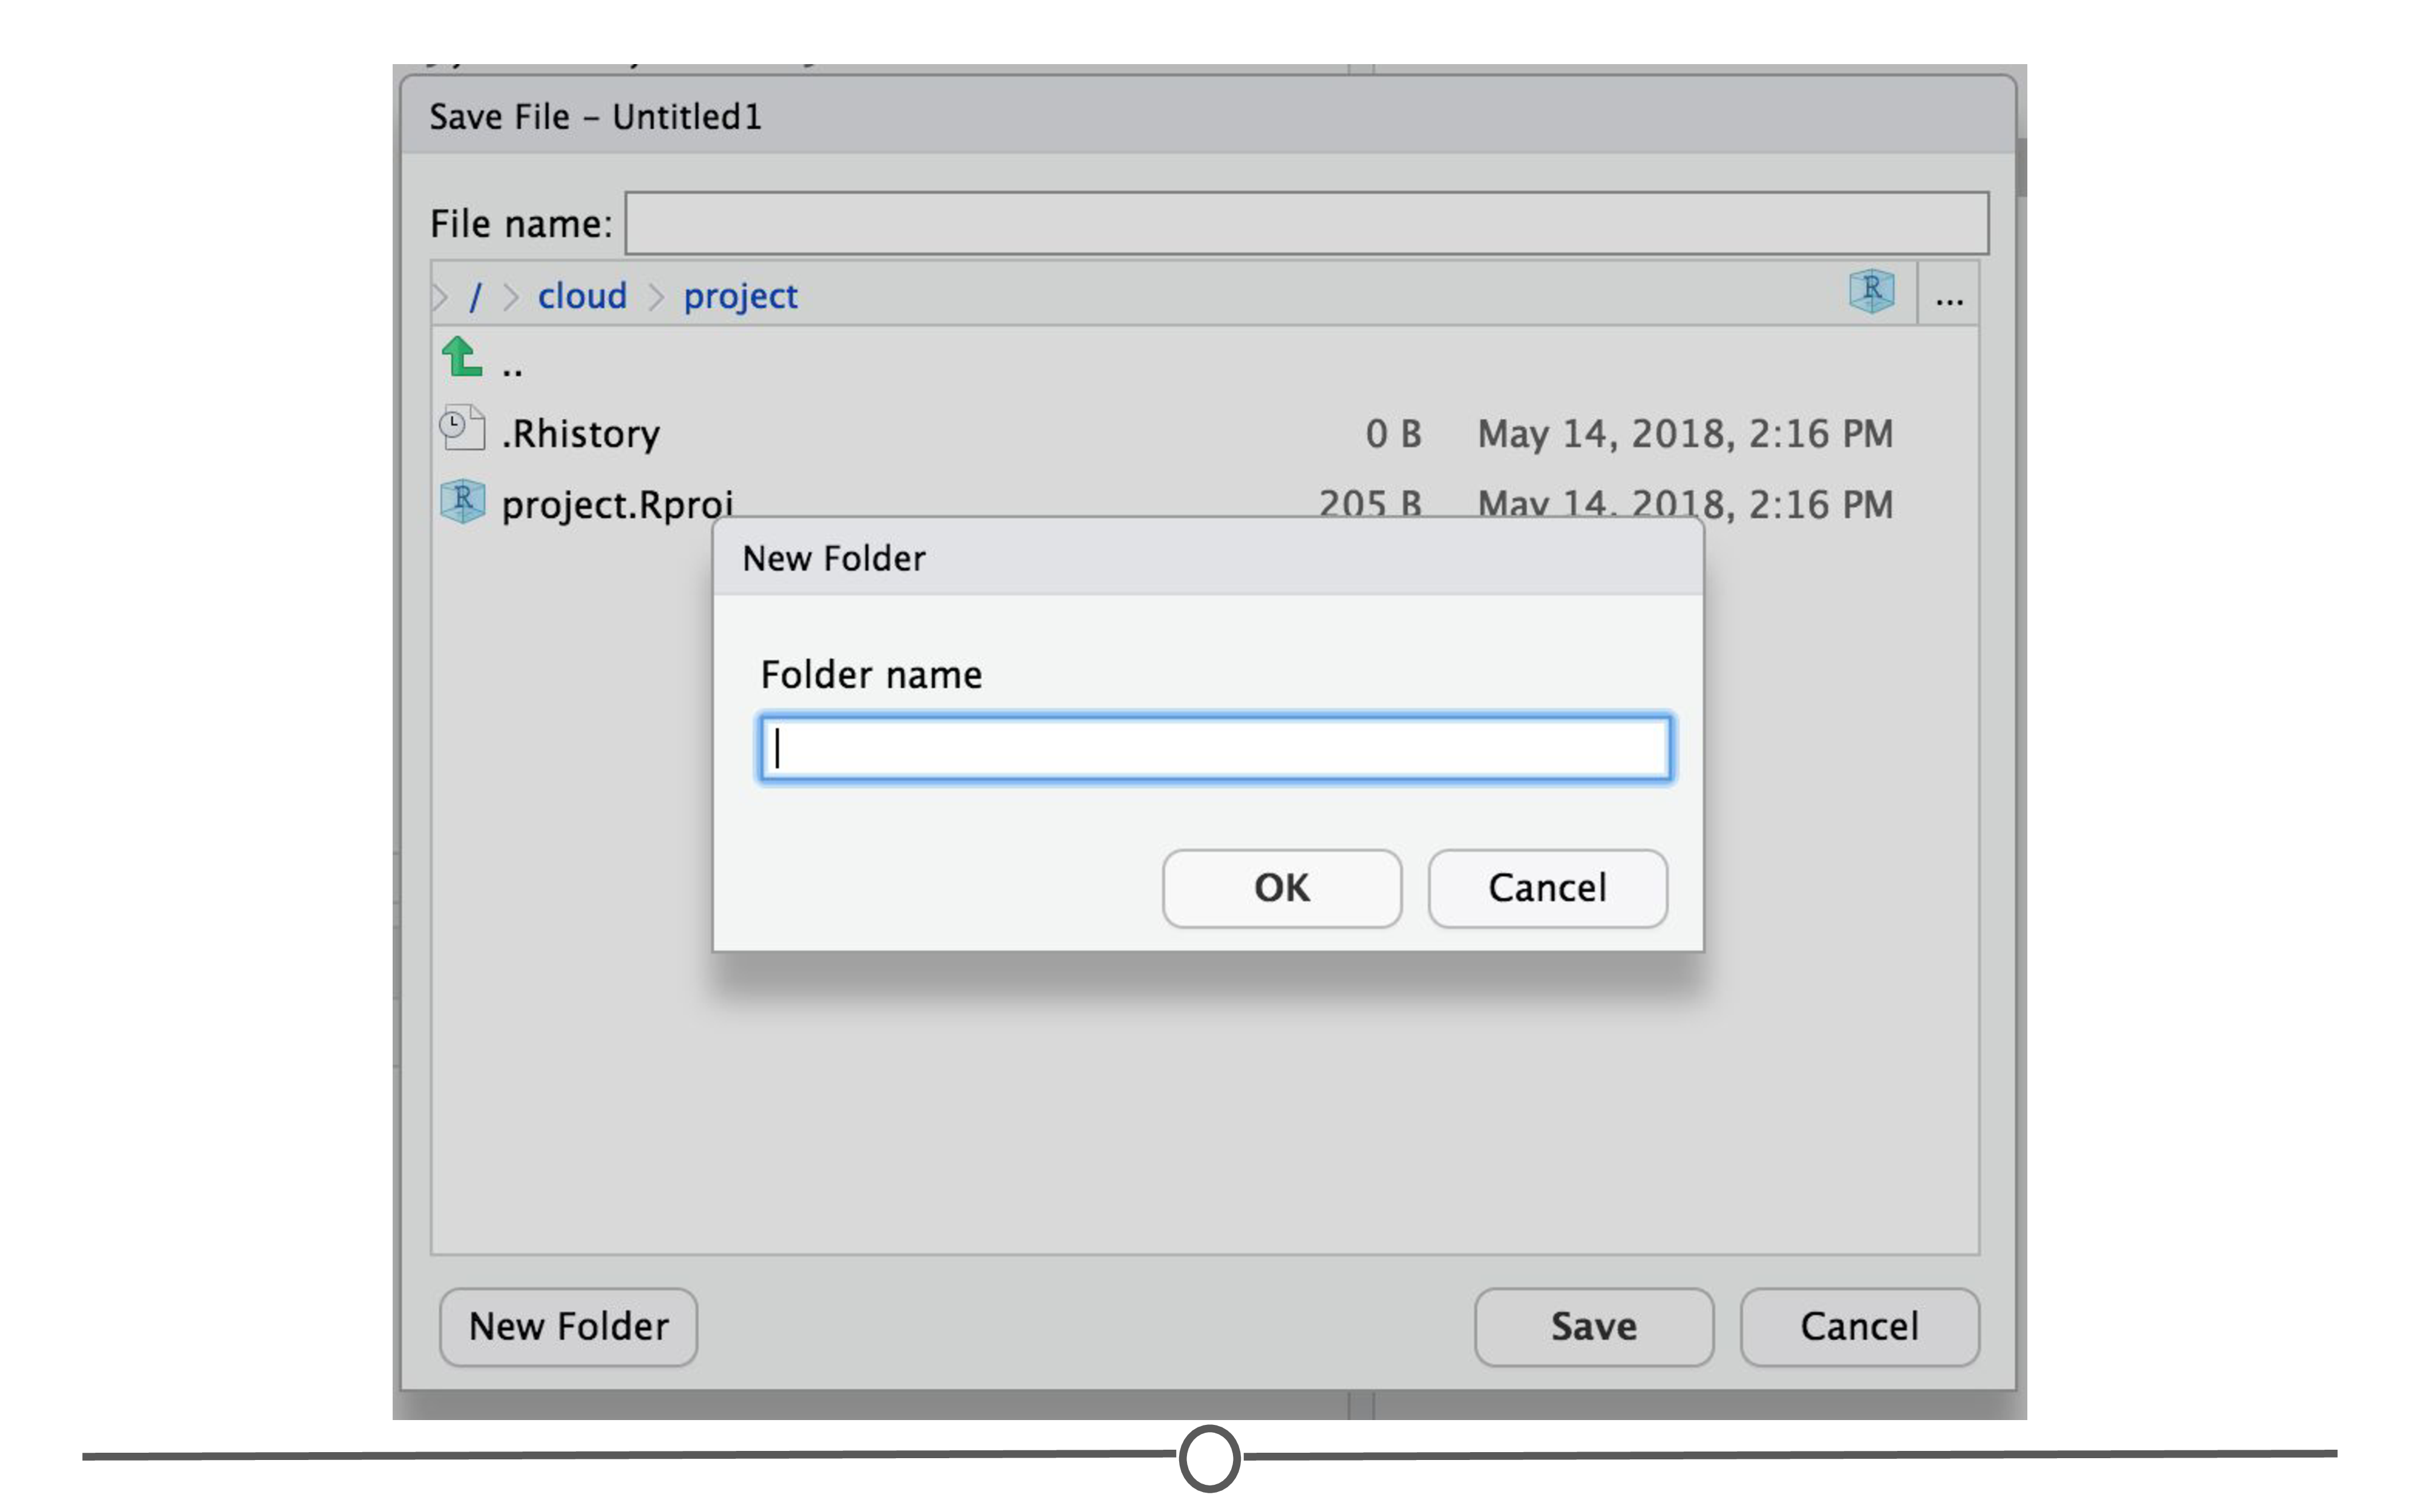 Save File – Untitled1
File name:
/ cloud project ...
..
.Rhistory 0 B May 14, 2018, 2:16 PM
project.Rproj 205 B May 14, 2018, 2:16 PM
New Folder
Folder name
OK Cancel
New Folder Save Cancel